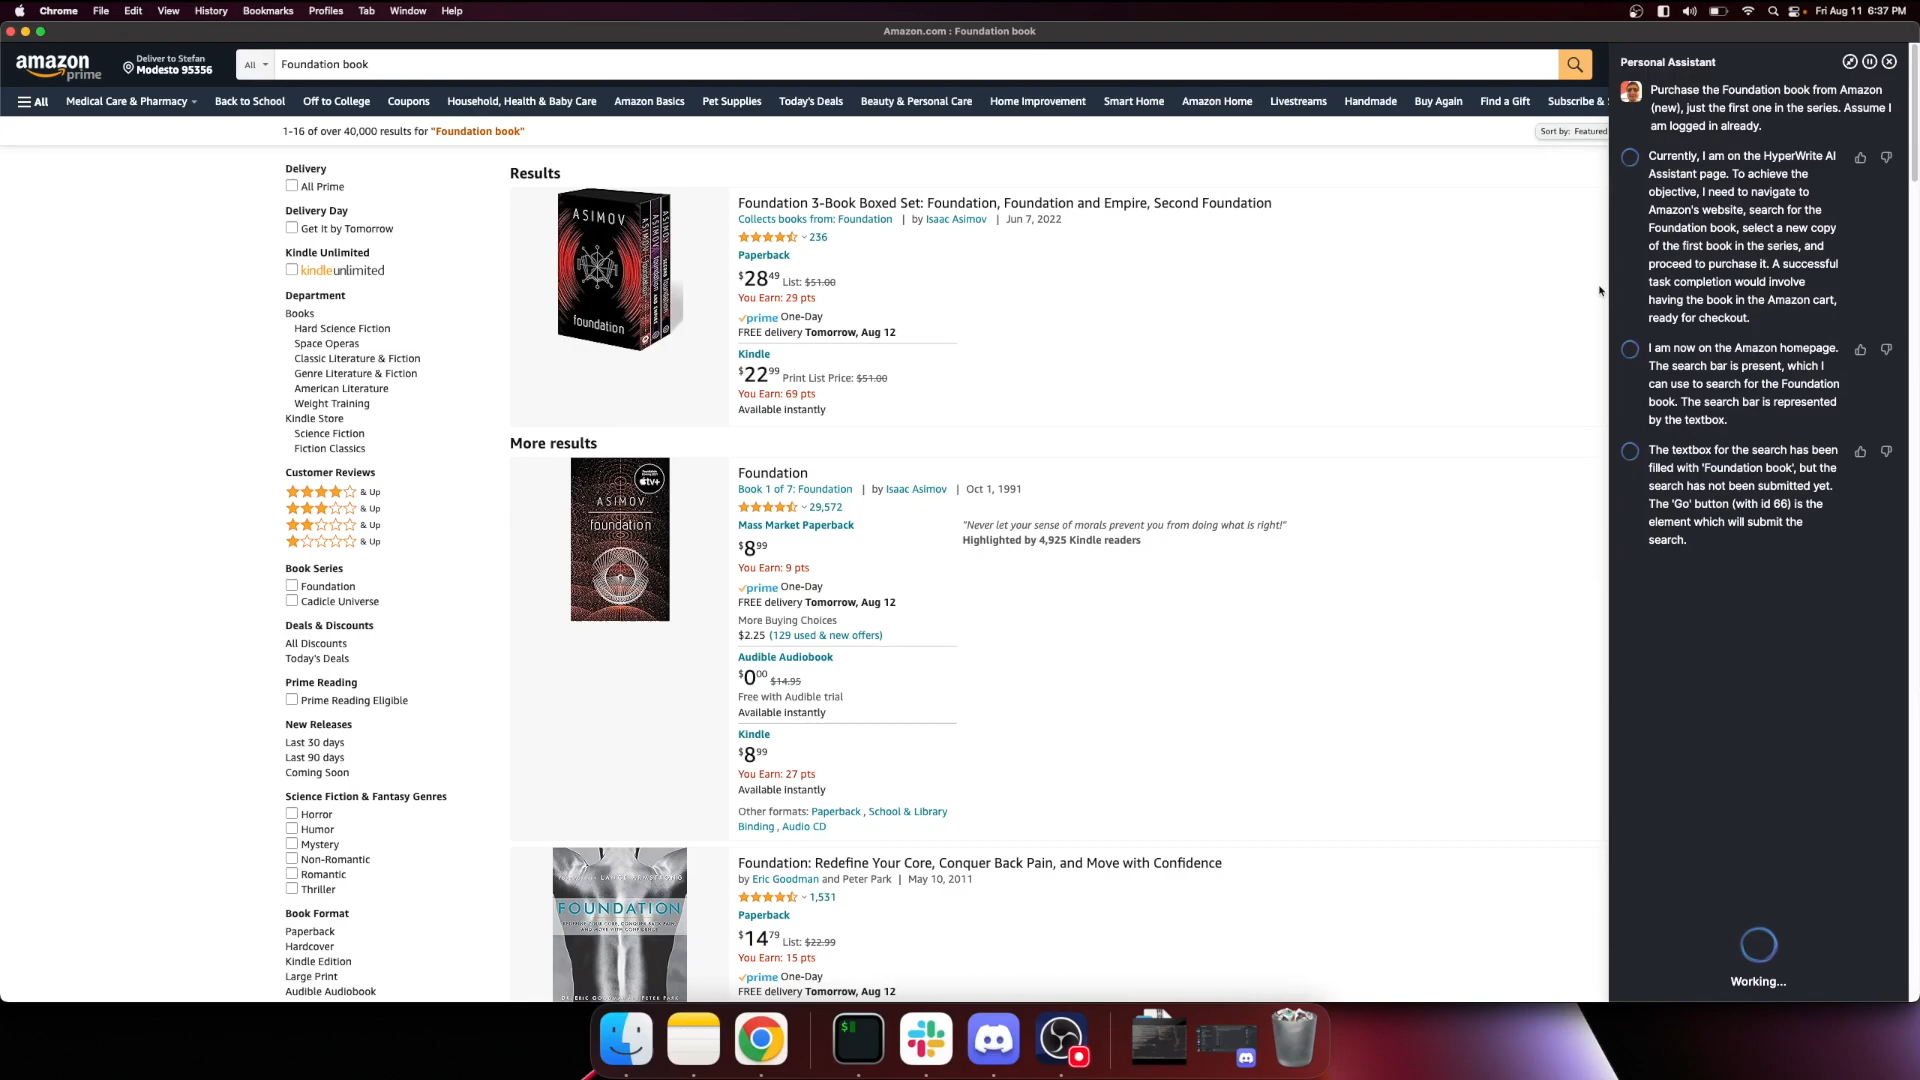 Chrome File Edit View History Bookmarks Profiles Tab Window Help
Fri Aug 11 6:37 PM
Amazon.com : Foundation book
amazon prime
Deliver to Stefan
Modesto 95356
All
Foundation book
All
Medical Care & Pharmacy
Back to School
Off to College
Coupons
Household, Health & Baby Care
Amazon Basics
Pet Supplies
Today's Deals
Beauty & Personal Care
Home Improvement
Smart Home
Amazon Home
Livestreams
Handmade
Buy Again
Find a Gift
Subscribe &
1-16 of over 40,000 results for "Foundation book"
Sort by: Featured
Delivery
All Prime
Delivery Day
Get It by Tomorrow
Kindle Unlimited
kindleunlimited
Department
Books
Hard Science Fiction
Space Operas
Classic Literature & Fiction
Genre Literature & Fiction
American Literature
Weight Training
Kindle Store
Science Fiction
Fiction Classics
Customer Reviews
& Up
& Up
& Up
& Up
Book Series
Foundation
Cadicle Universe
Deals & Discounts
All Discounts
Today's Deals
Prime Reading
Prime Reading Eligible
New Releases
Last 30 days
Last 90 days
Coming Soon
Science Fiction & Fantasy Genres
Horror
Humor
Mystery
Non-Romantic
Romantic
Thriller
Book Format
Paperback
Hardcover
Kindle Edition
Large Print
Audible Audiobook
Results
ASIMOV
foundation
Foundation 3-Book Boxed Set: Foundation, Foundation and Empire, Second Foundation
Collects books from: Foundation | by Isaac Asimov | Jun 7, 2022
236
Paperback
$28 49 List: $51.00
You Earn: 29 pts
prime One-Day
FREE delivery Tomorrow, Aug 12
Kindle
$22 99 Print List Price: $51.00
You Earn: 69 pts
Available instantly
More results
tv+
ASIMOV
foundation
Foundation
Book 1 of 7: Foundation | by Isaac Asimov | Oct 1, 1991
29,572
Mass Market Paperback
$8 99
You Earn: 9 pts
prime One-Day
FREE delivery Tomorrow, Aug 12
More Buying Choices
$2.25 (129 used & new offers)
Audible Audiobook
$0 00 $14.95
Free with Audible trial
Available instantly
Kindle
$8 99
You Earn: 27 pts
Available instantly
Other formats: Paperback , School & Library
Binding , Audio CD
"Never let your sense of morals prevent you from doing what is right!"
Highlighted by 4,925 Kindle readers
FOUNDATION
Foundation: Redefine Your Core, Conquer Back Pain, and Move with Confidence
by Eric Goodman and Peter Park | May 10, 2011
1,531
Paperback
$14 79 List: $22.99
You Earn: 15 pts
prime One-Day
FREE delivery Tomorrow, Aug 12
Personal Assistant
Purchase the Foundation book from Amazon
(new), just the first one in the series. Assume I
am logged in already.
Currently, I am on the HyperWrite AI
Assistant page. To achieve the
objective, I need to navigate to
Amazon's website, search for the
Foundation book, select a new copy
of the first book in the series, and
proceed to purchase it. A successful
task completion would involve
having the book in the Amazon cart,
ready for checkout.
I am now on the Amazon homepage.
The search bar is present, which I
can use to search for the Foundation
book. The search bar is represented
by the textbox.
The textbox for the search has been
filled with 'Foundation book', but the
search has not been submitted yet.
The 'Go' button (with id 66) is the
element which will submit the
search.
Working...